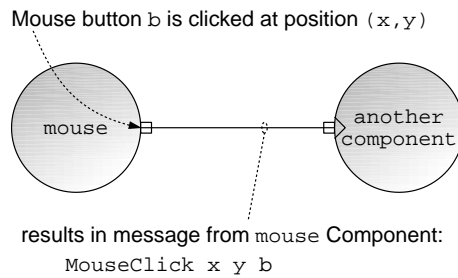 Mouse button b is clicked at position (x,y)
mouse
another
component
results in message from mouse Component:
MouseClick x y b